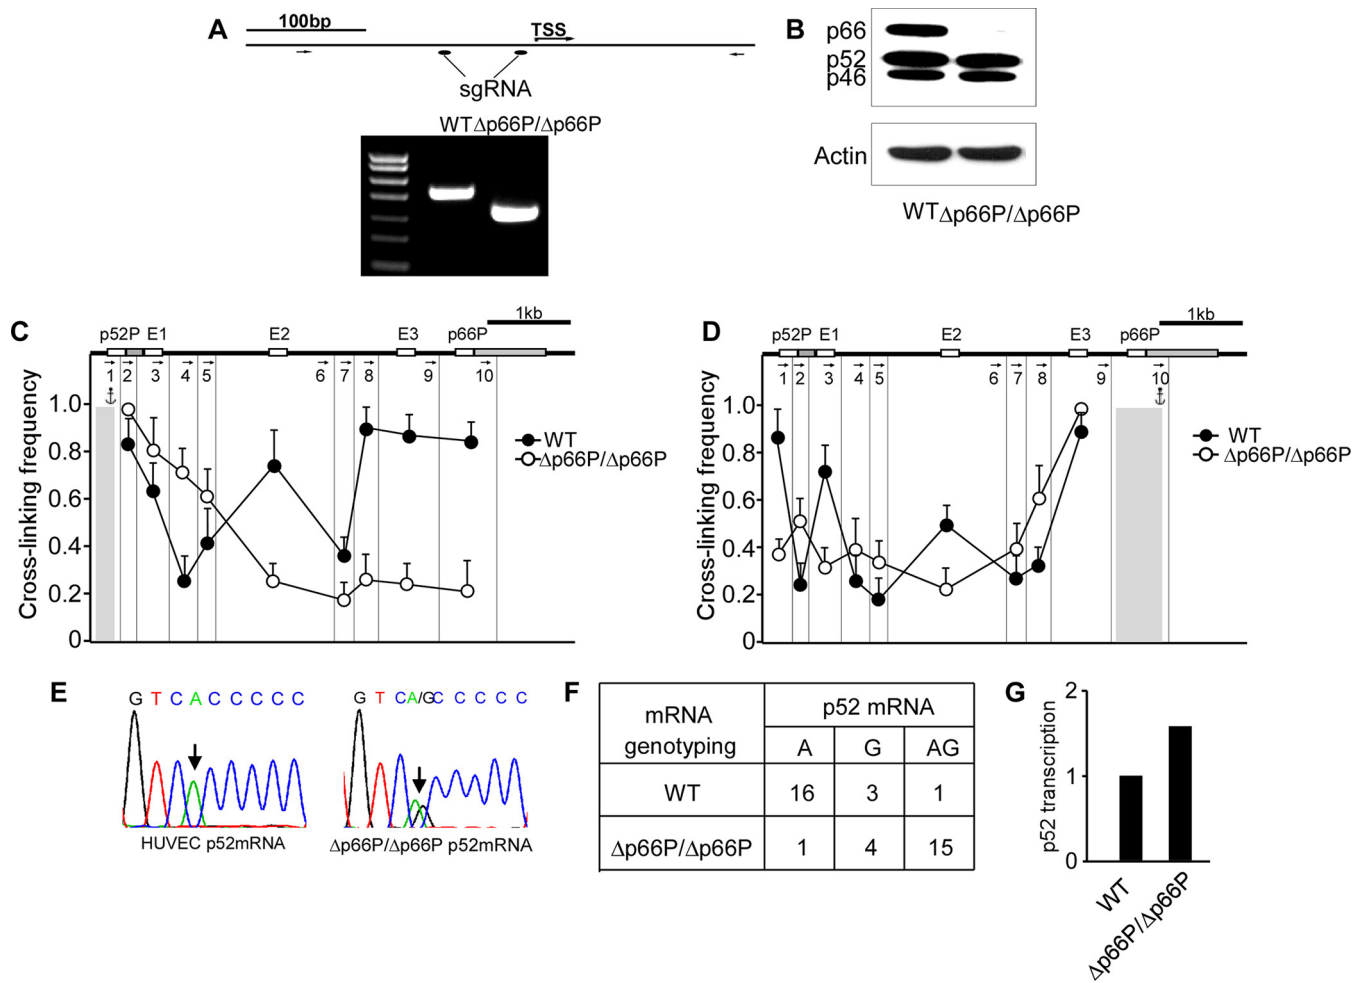 A
100bp
TSS
sgRNA
WTΔp66P/Δp66P
B
p66
p52
p46
Actin
WTΔp66P/Δp66P
C
1kb
p52P E1 E2 E3 p66P
1 2 3 4 5 6 7 8 9 10
Cross-linking frequency
1.0
0.8
0.6
0.4
0.2
0
WT
Δp66P/Δp66P
D
1kb
p52P E1 E2 E3 p66P
1 2 3 4 5 6 7 8 9 10
Cross-linking frequency
1.0
0.8
0.6
0.4
0.2
0
WT
Δp66P/Δp66P
E
G T C A C C C C C
HUVEC p52mRNA
G T C A/G C C C C C
Δp66P/Δp66P p52mRNA
F
mRNA genotyping
p52 mRNA
A G AG
WT 16 3 1
Δp66P/Δp66P 1 4 15
G
p52 transcription
2
1
0
WT
Δp66P/Δp66P